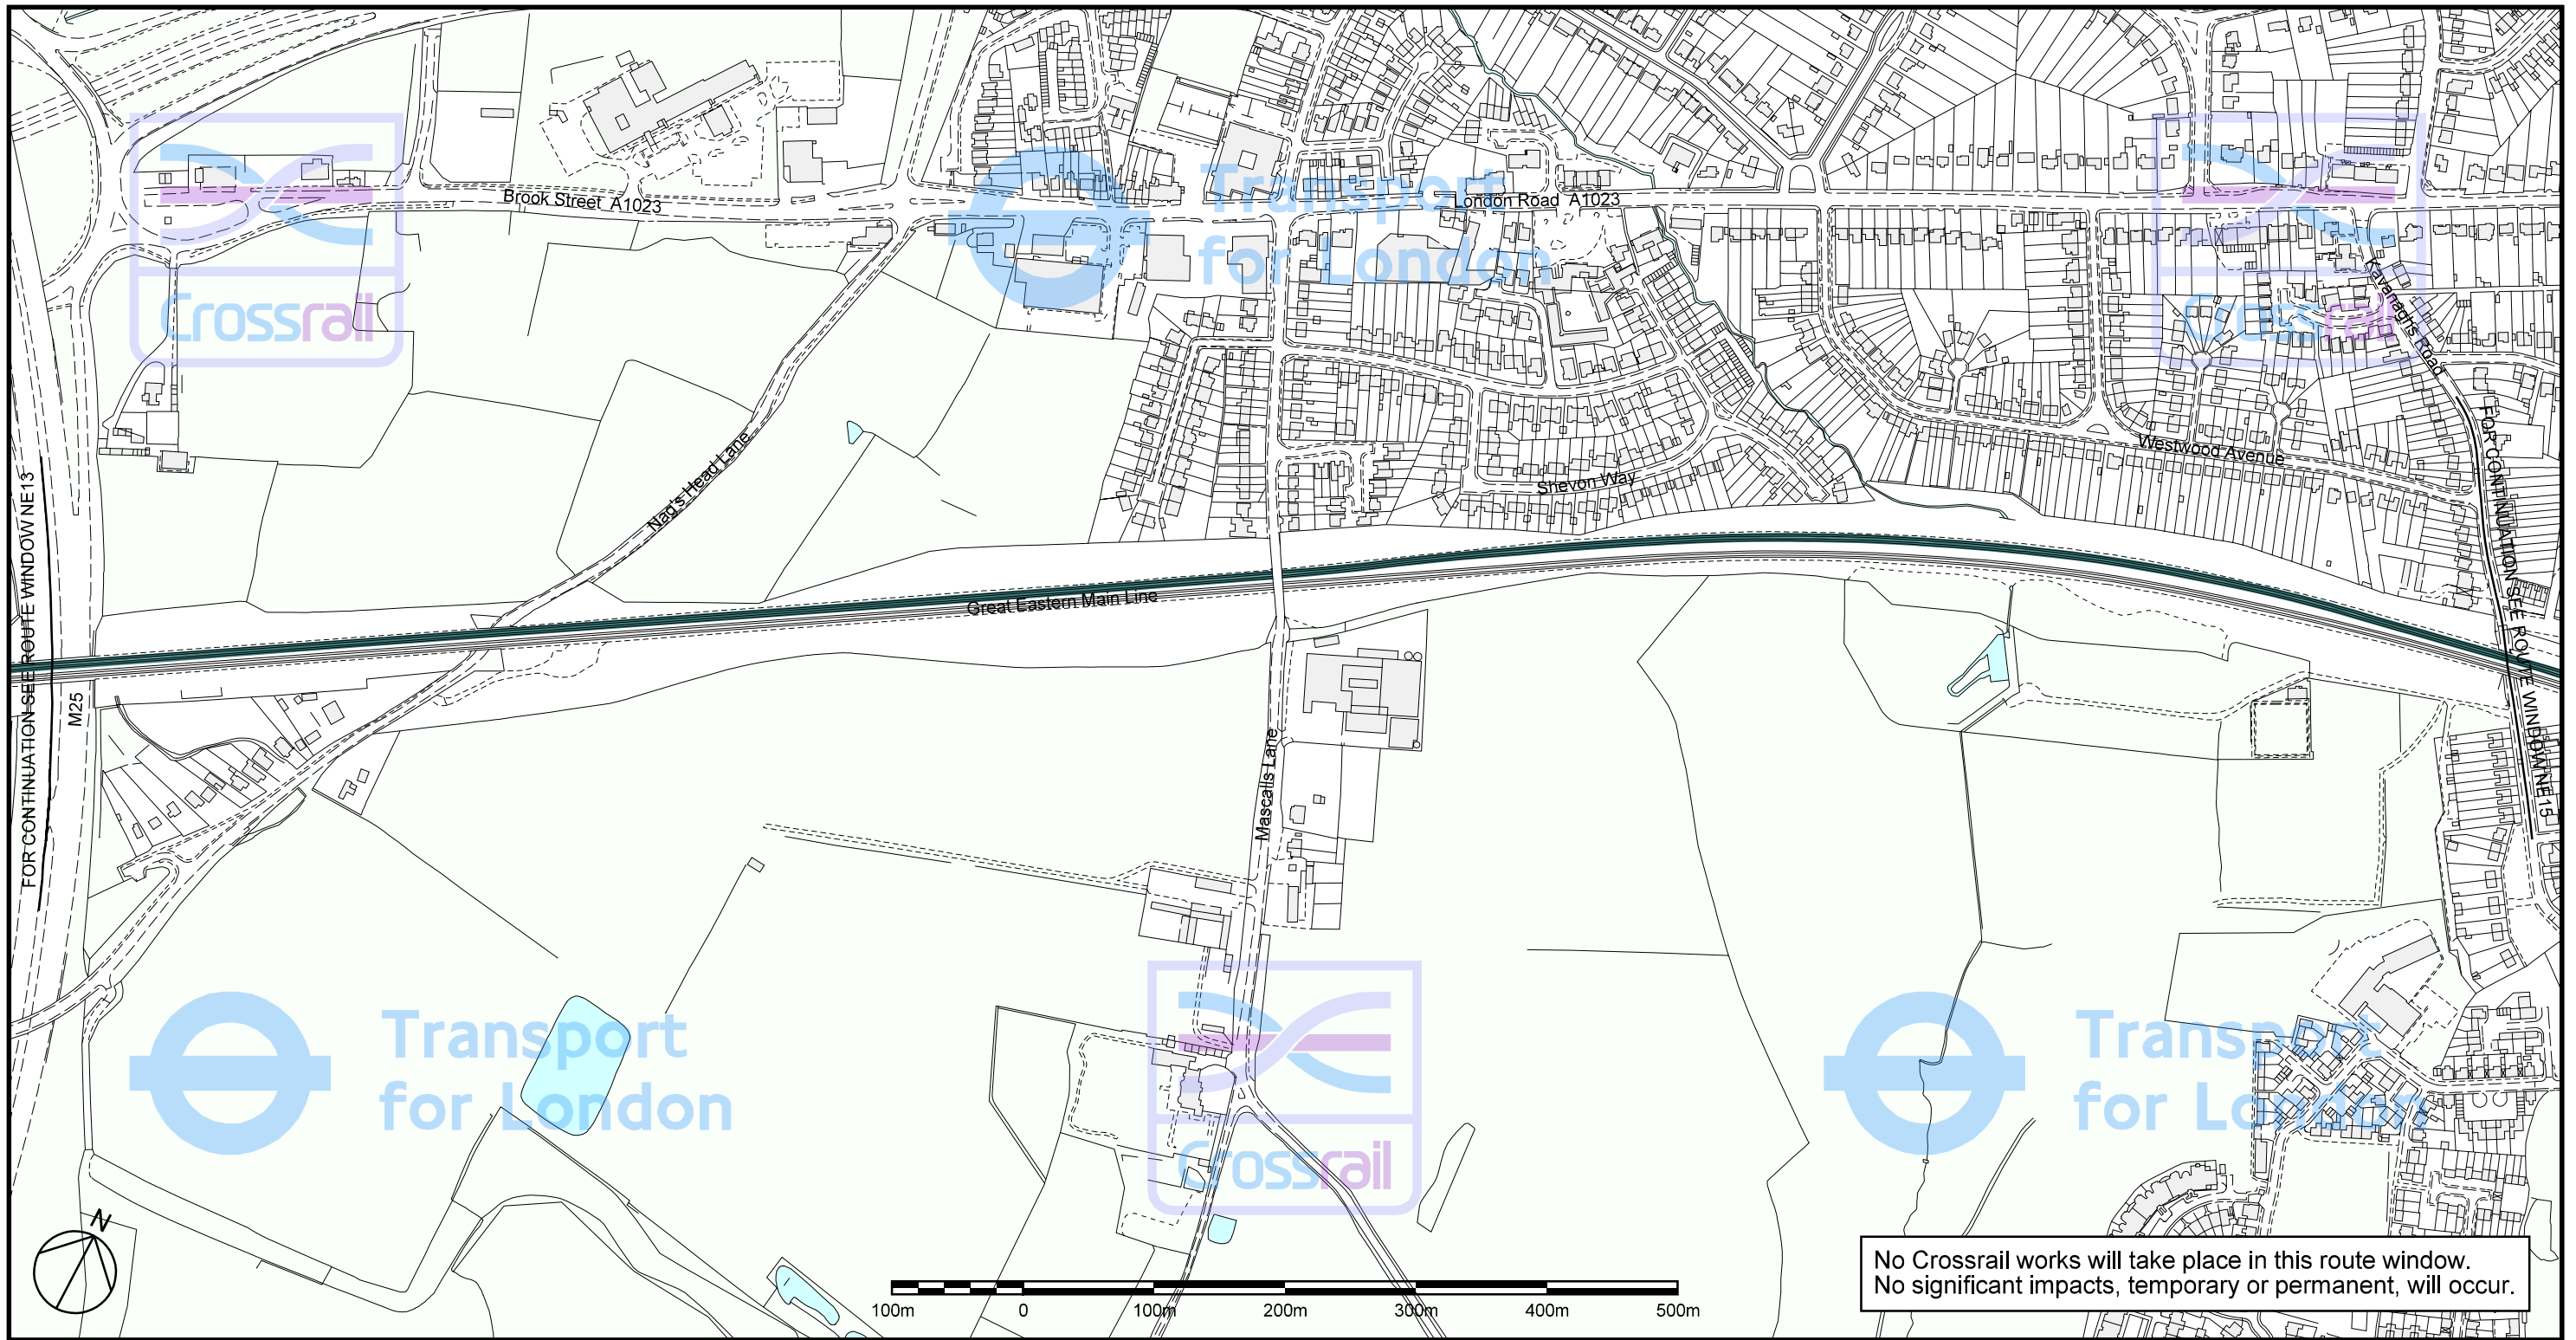 Crossrail
Transport
for London
Crossrail
Brook Street A1023
London Road A1023
Kavanaghs Road
Nag's Head Lane
Shevon Way
Westwood Avenue
FOR CONTINUATION SEE ROUTE WINDOW NE13
FOR CONTINUATION SEE ROUTE WINDOW NE15
Great Eastern Main Line
M25
Mascalls Lane
Transport
for London
Crossrail
Transport
for London
N
100m 0 100m 200m 300m 400m 500m
No Crossrail works will take place in this route window.
No significant impacts, temporary or permanent, will occur.